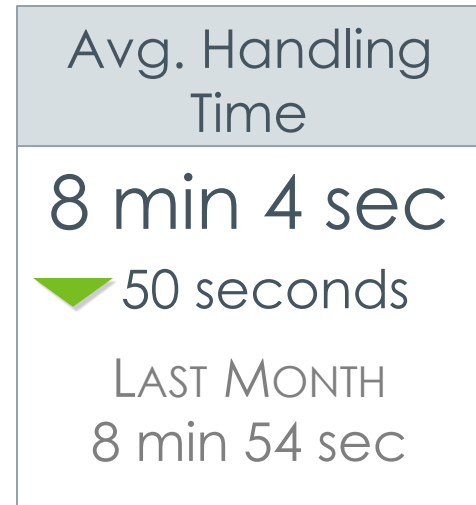 Avg. Handling
Time
8 min 4 sec
50 seconds
LAST MONTH
8 min 54 sec